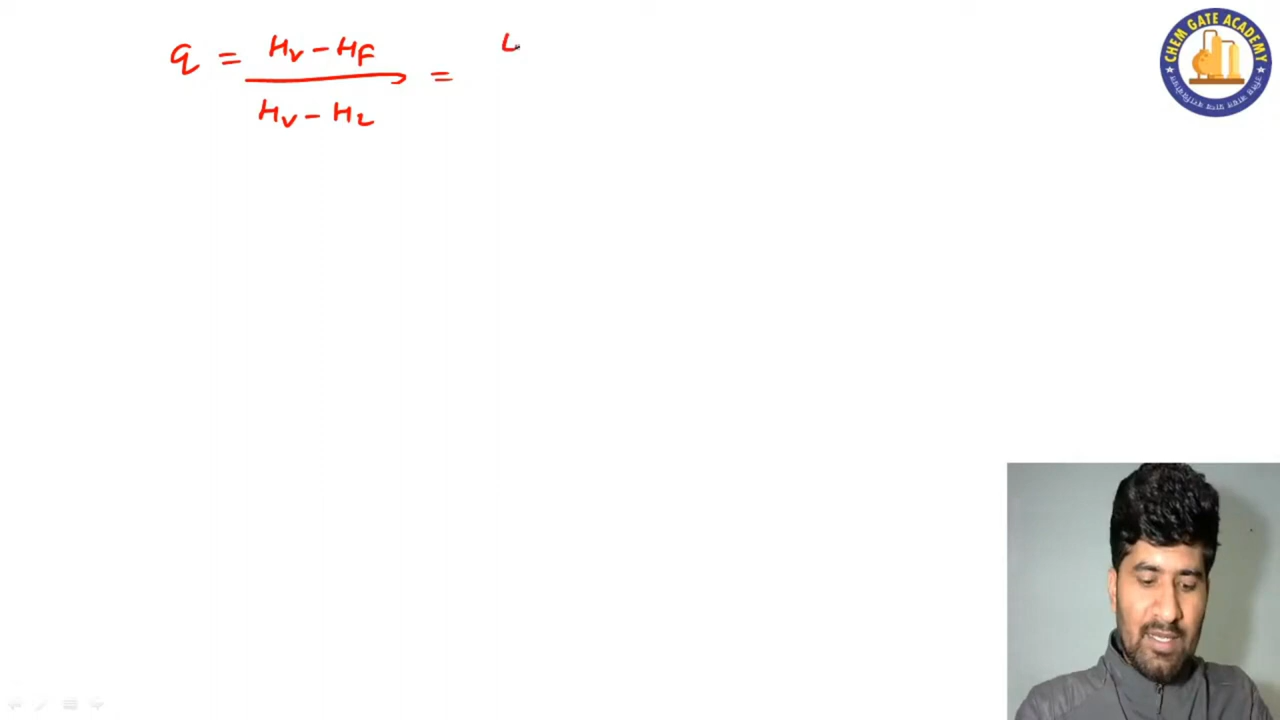 q = Hv - HF / Hv - HL =
CHEM GATE ACADEMY